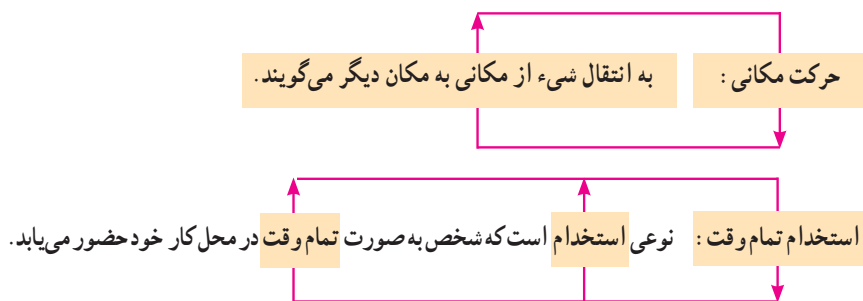 حرکت مکانی : به انتقال شیء از مکانی به مکان دیگر می‌گویند.
استخدام تمام وقت : نوعی استخدام است که شخص به صورت تمام وقت در محل کار خود حضور می‌یابد.